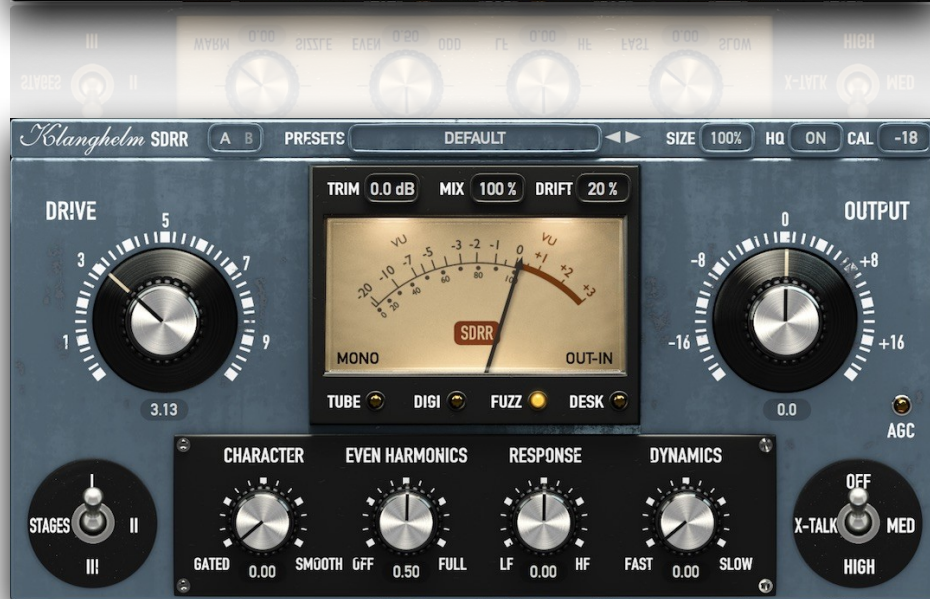 III
STAGES II
WARM 0.00 SIZZLE EVEN 0.50 ODD LF 0.00 HF FAST 0.00 SLOW
HIGH
X-TALK MED
Klanghelm SDRR A B PRESETS DEFAULT SIZE 100% HQ ON CAL -18
TRIM 0.0 dB MIX 100 % DRIFT 20 %
DR!VE
OUTPUT
1 3 5 7 9
3.13
VU VU
-20 -10 -7 -5 -3 -2 -1 0 +1 +2 +3
0 20 40 60 80 100
SDRR
MONO OUT-IN
TUBE DIGI FUZZ DESK
-16 -8 0 +8 +16
0.0
AGC
CHARACTER EVEN HARMONICS RESPONSE DYNAMICS
GATED 0.00 SMOOTH OFF 0.50 FULL LF 0.00 HF FAST 0.00 SLOW
I
STAGES II
III
OFF
X-TALK MED
HIGH